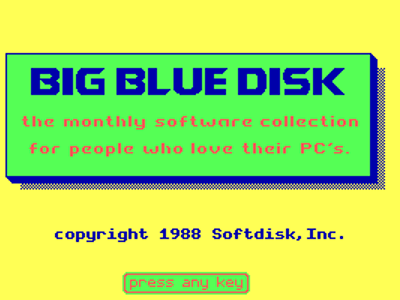 BIG BLUE DISK
the monthly software collection
for people who love their PC's.
copyright 1988 Softdisk,Inc.
press any key